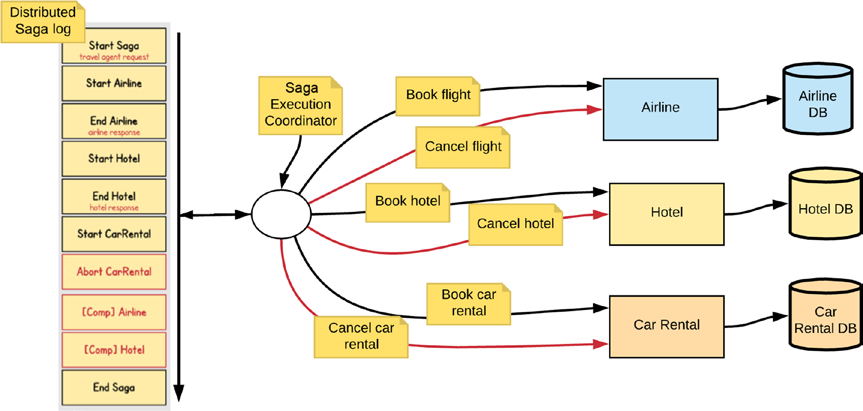 Distributed
Saga log
Start Saga
travel agent request
Start Airline
End Airline
airline response
Start Hotel
End Hotel
hotel response
Start CarRental
Abort CarRental
[Comp] Airline
[Comp] Hotel
End Saga
Saga
Execution
Coordinator
Book flight
Cancel flight
Book hotel
Cancel hotel
Book car
rental
Cancel car
rental
Airline
Hotel
Car Rental
Airline
DB
Hotel DB
Car
Rental DB